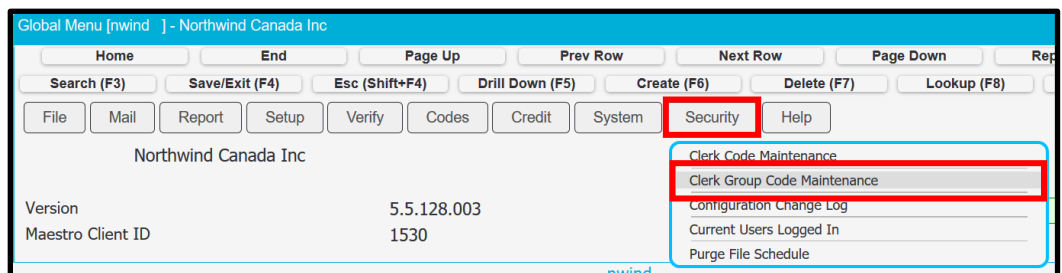 Global Menu [nwind ] - Northwind Canada Inc
Home End Page Up Prev Row Next Row Page Down Rep
Search (F3) Save/Exit (F4) Esc (Shift+F4) Drill Down (F5) Create (F6) Delete (F7) Lookup (F8)
File Mail Report Setup Verify Codes Credit System Security Help
Northwind Canada Inc
Clerk Code Maintenance
Clerk Group Code Maintenance
Configuration Change Log
Version 5.5.128.003
Current Users Logged In
Maestro Client ID 1530
Purge File Schedule
nwind